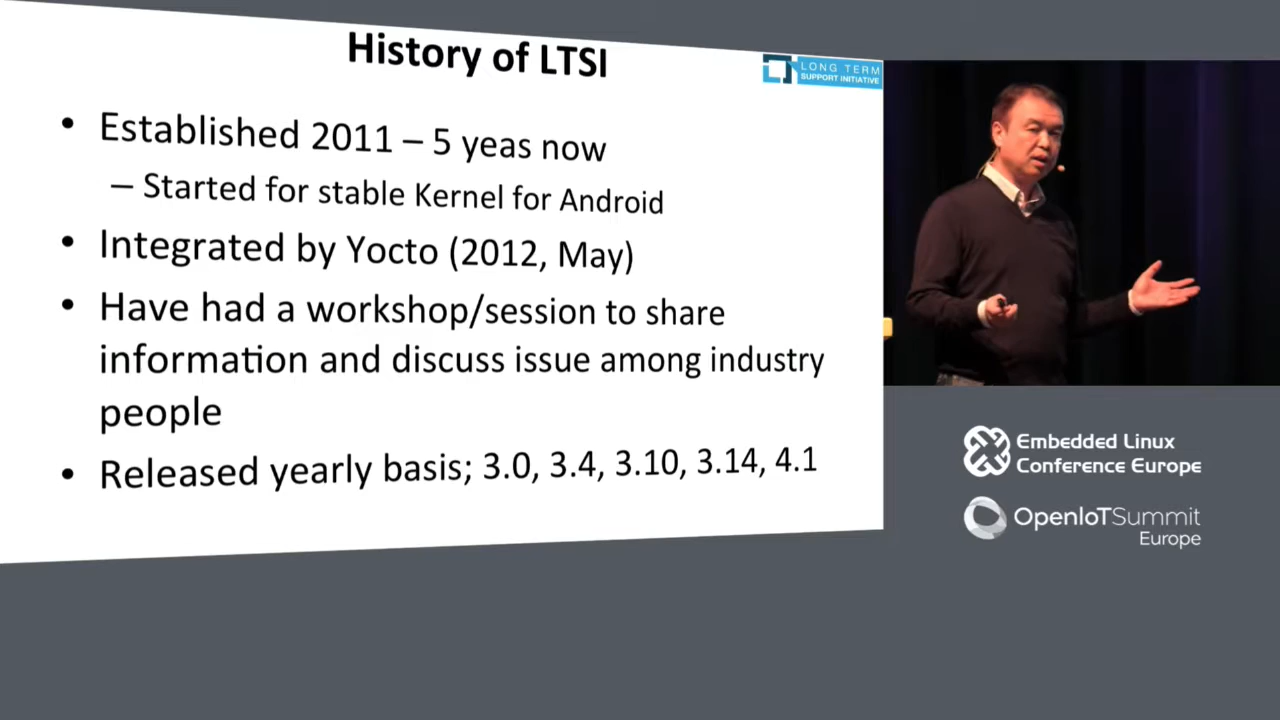 History of LTSI
LONG TERM
SUPPORT INITIATIVE
• Established 2011 – 5 yeas now
– Started for stable Kernel for Android
• Integrated by Yocto (2012, May)
• Have had a workshop/session to share
information and discuss issue among industry
people
• Released yearly basis; 3.0, 3.4, 3.10, 3.14, 4.1
Embedded Linux
Conference Europe
OpenIoTSummit
Europe